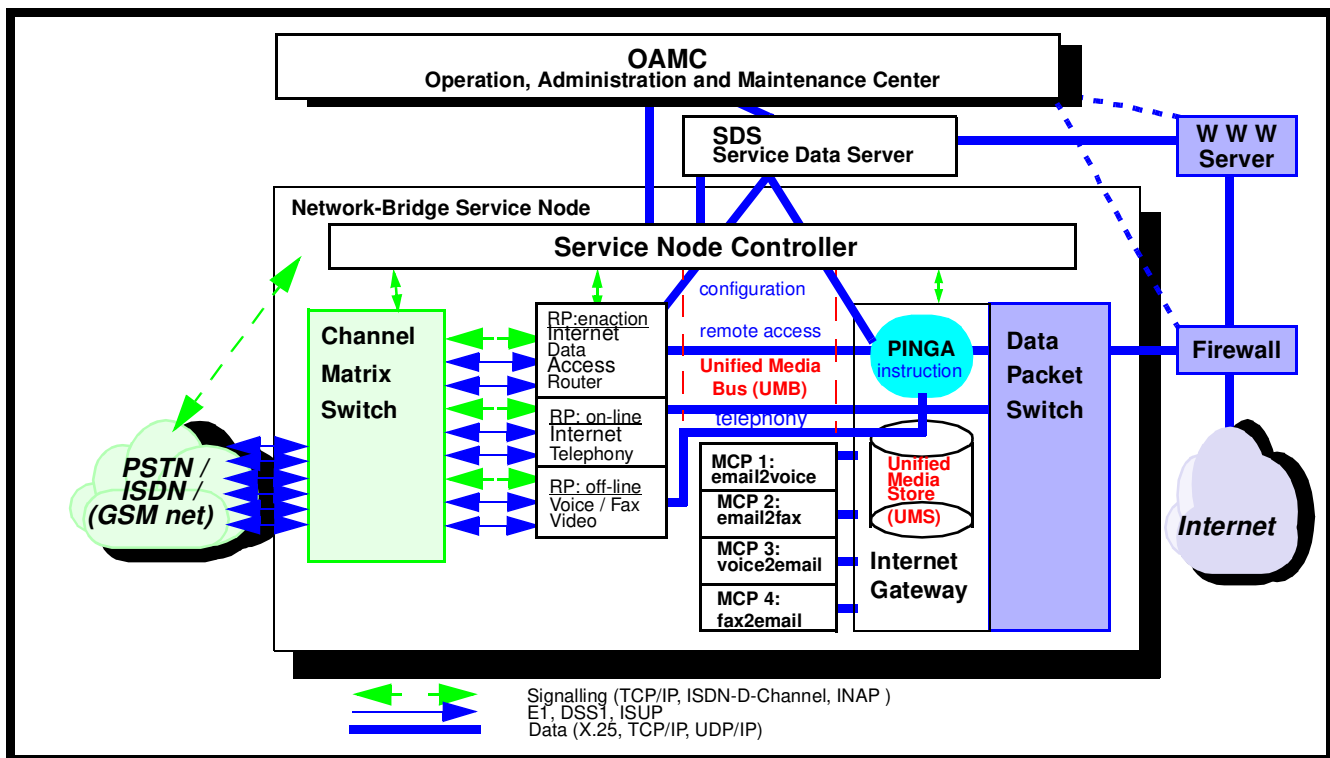 OAMC
Operation, Administration and Maintenance Center
SDS
Service Data Server
W W W
Server
Network-Bridge Service Node
Service Node Controller
configuration
remote access
Unified Media
Bus (UMB)
telephony
Channel
Matrix
Switch
RP:enaction
Internet
Data
Access
Router
RP: on-line
Internet
Telephony
RP: off-line
Voice / Fax
Video
PINGA
instruction
Data
Packet
Switch
Firewall
PSTN /
ISDN /
(GSM net)
MCP 1:
email2voice
MCP 2:
email2fax
MCP 3:
voice2email
MCP 4:
fax2email
Unified
Media
Store
(UMS)
Internet
Gateway
Internet
Signalling (TCP/IP, ISDN-D-Channel, INAP )
E1, DSS1, ISUP
Data (X.25, TCP/IP, UDP/IP)